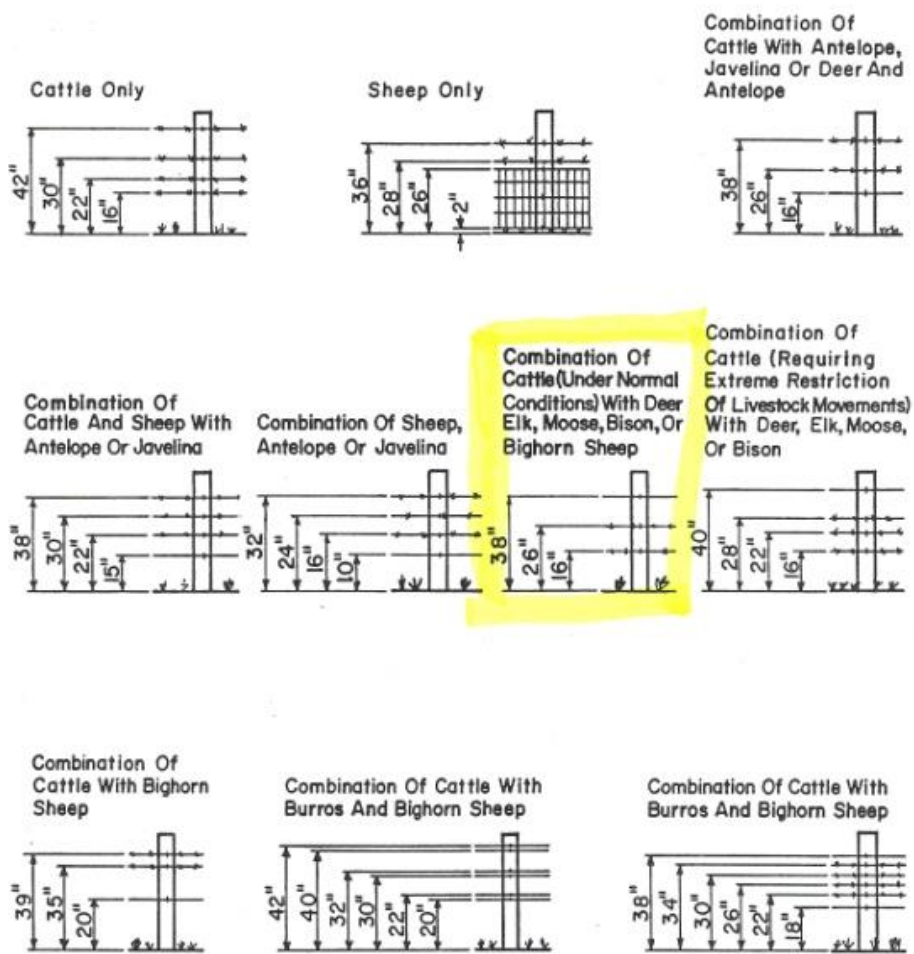 Combination Of
Cattle With Antelope,
Javelina Or Deer And
Antelope
Cattle Only
Sheep Only
42"
30"
22"
16"
36"
28"
26"
2"
38"
26"
16"
Combination Of
Cattle And Sheep With
Antelope Or Javelina
Combination Of Sheep,
Antelope Or Javelina
Combination Of
Cattle(Under Normal
Conditions) With Deer
Elk, Moose, Bison, Or
Bighorn Sheep
Combination Of
Cattle (Requiring
Extreme Restriction
Of Livestock Movements)
With Deer, Elk, Moose,
Or Bison
38"
30"
22"
15"
32"
24"
16"
10"
38"
26"
16"
40"
28"
22"
16"
Combination Of
Cattle With Bighorn
Sheep
Combination Of Cattle With
Burros And Bighorn Sheep
Combination Of Cattle With
Burros And Bighorn Sheep
39"
35"
20"
42"
40"
32"
30"
22"
20"
38"
34"
30"
26"
22"
18"